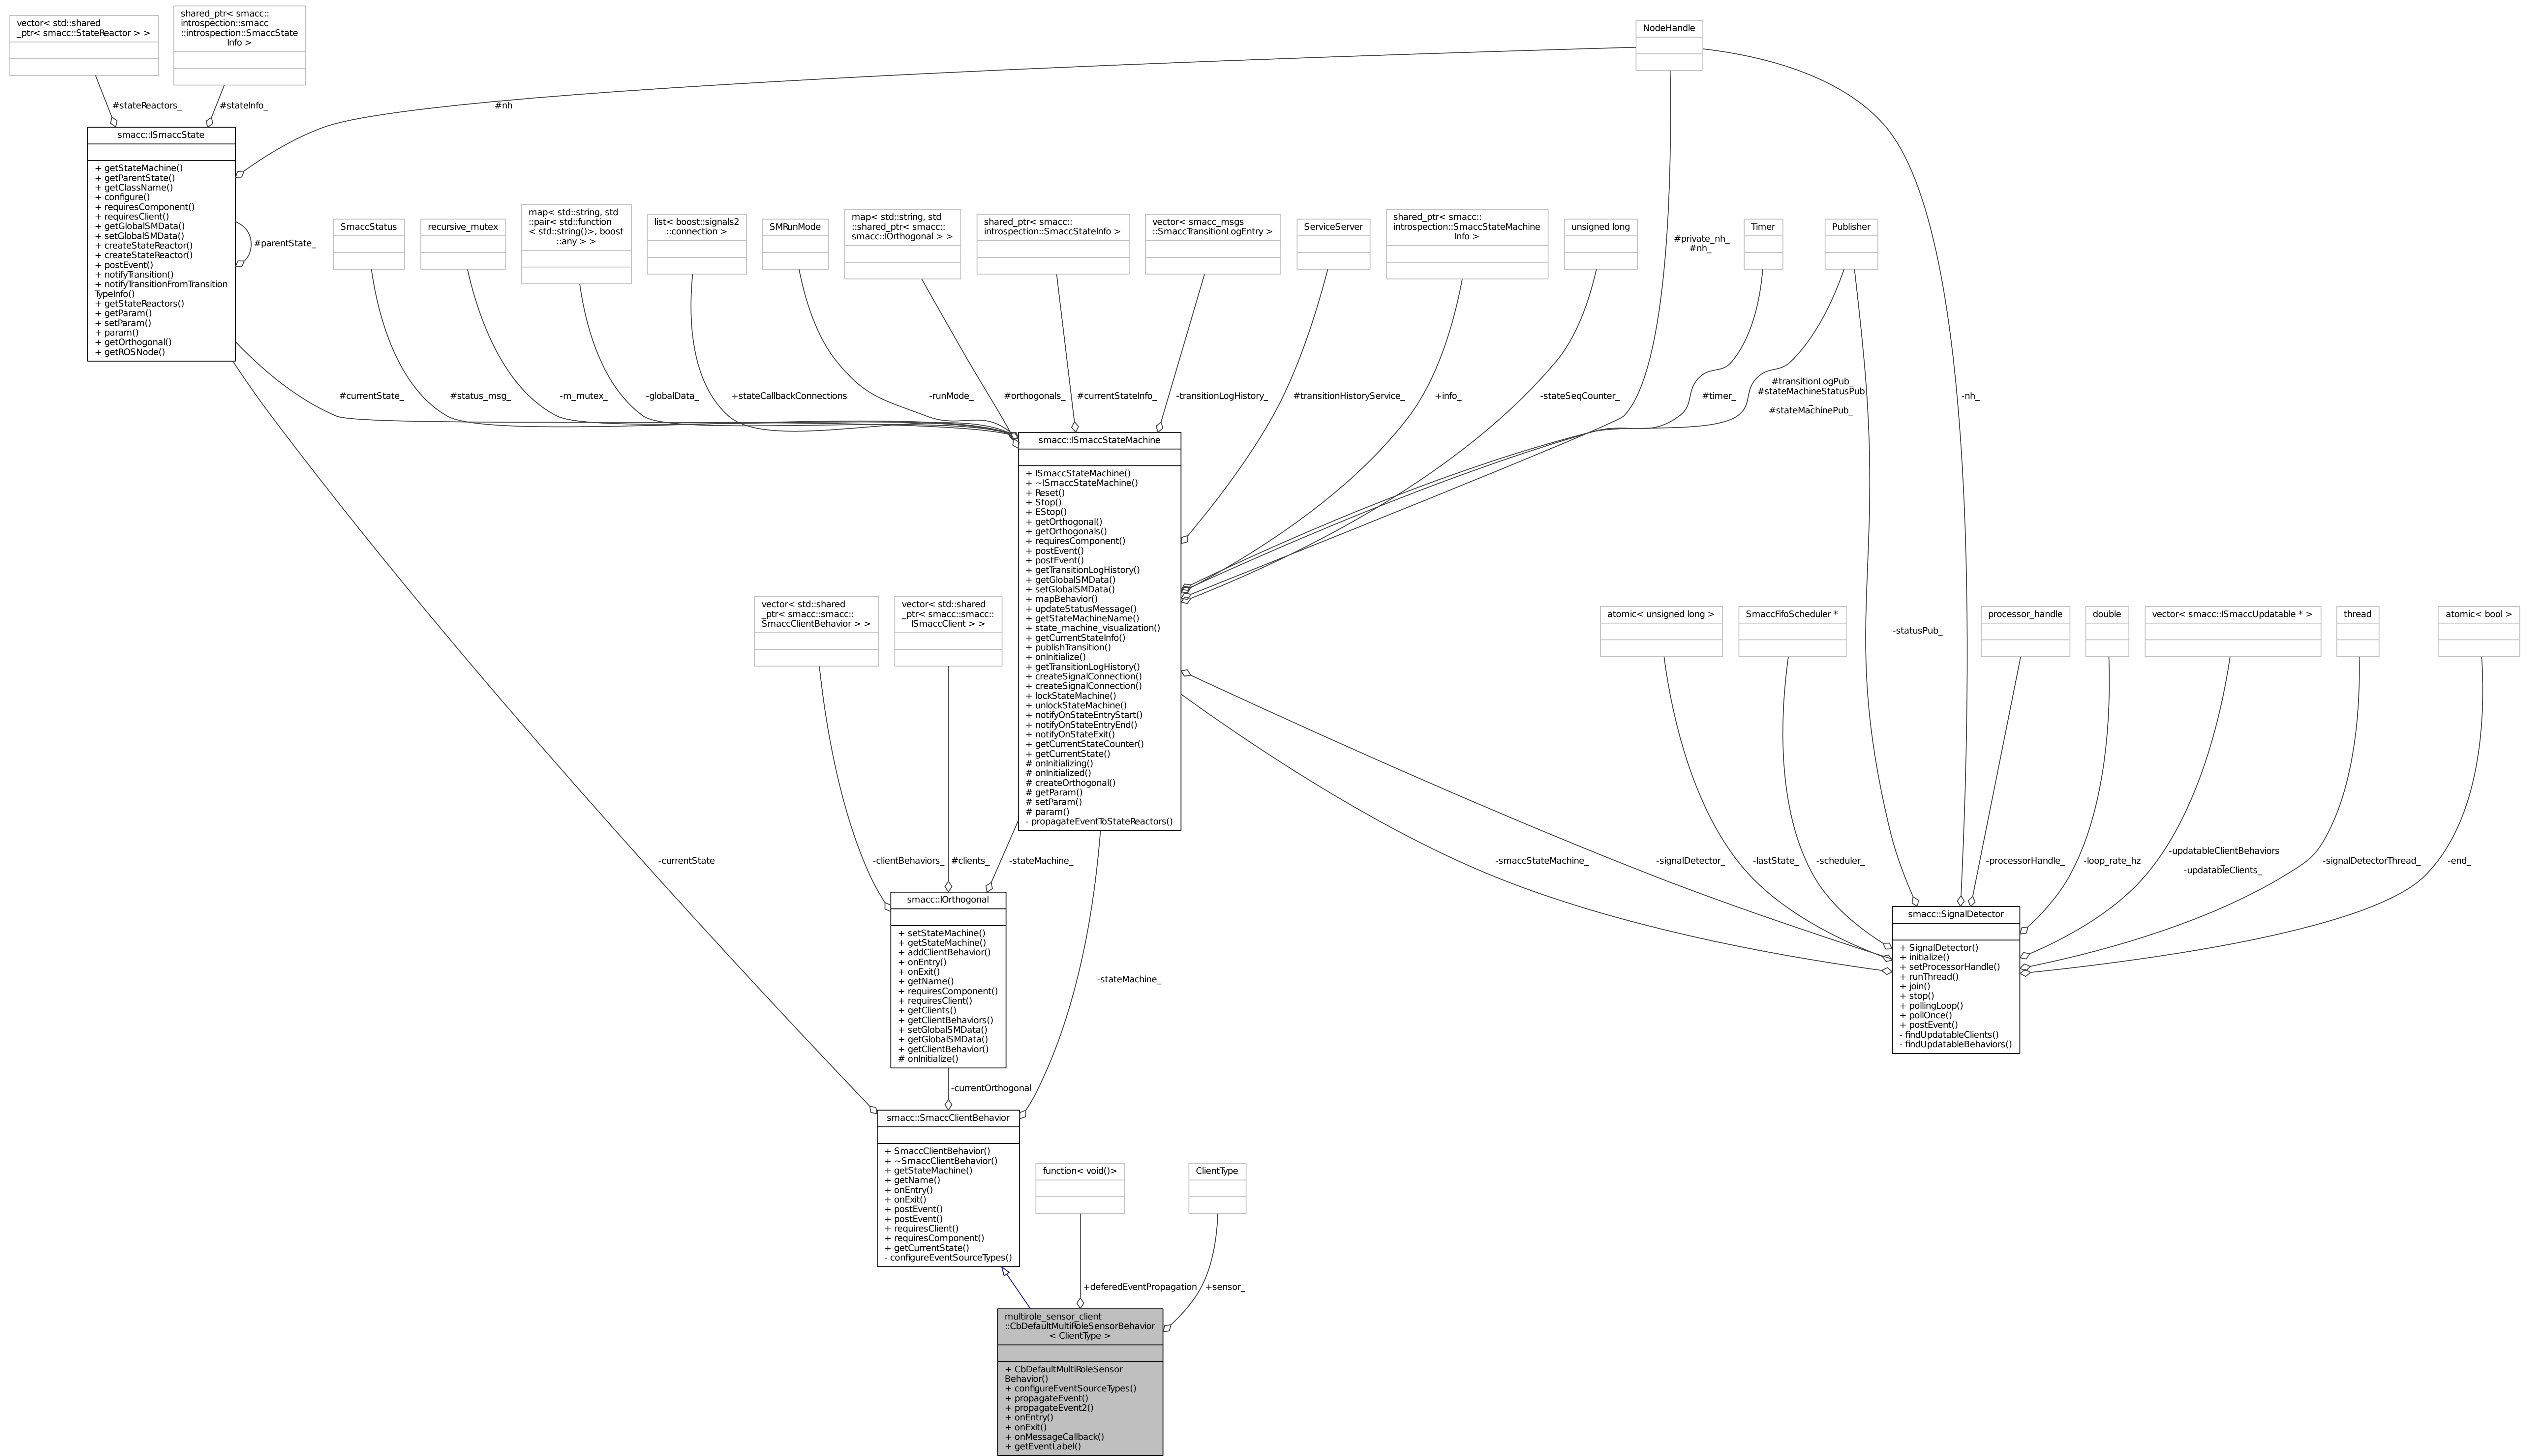 vector< std::shared
_ptr< smacc::StateReactor > >
shared_ptr< smacc::
introspection::smacc
::introspection::SmaccState
Info >
NodeHandle
#stateReactors_
#stateInfo_
#nh
smacc::ISmaccState
+ getStateMachine()
+ getParentState()
+ getClassName()
+ configure()
+ requiresComponent()
+ requiresClient()
+ getGlobalSMData()
+ setGlobalSMData()
+ createStateReactor()
+ createStateReactor()
+ postEvent()
+ notifyTransition()
+ notifyTransitionFromTransition
TypeInfo()
+ getStateReactors()
+ getParam()
+ setParam()
+ param()
+ getOrthogonal()
+ getROSNode()
#parentState_
SmaccStatus
recursive_mutex
map< std::string, std
::pair< std::function
< std::string()>, boost
::any > >
list< boost::signals2
::connection >
SMRunMode
map< std::string, std
::shared_ptr< smacc::
smacc::IOrthogonal > >
shared_ptr< smacc::
introspection::SmaccStateInfo >
vector< smacc_msgs
::SmaccTransitionLogEntry >
ServiceServer
shared_ptr< smacc::
introspection::SmaccStateMachine
Info >
unsigned long
#private_nh_
#nh_
Timer
Publisher
#currentState_
#status_msg_
-m_mutex_
-globalData_
+stateCallbackConnections
-runMode_
#orthogonals_
#currentStateInfo_
-transitionLogHistory_
#transitionHistoryService_
+info_
-stateSeqCounter_
#timer_
#transitionLogPub_
#stateMachineStatusPub
_
#stateMachinePub_
-nh_
smacc::ISmaccStateMachine
+ ISmaccStateMachine()
+ ~ISmaccStateMachine()
+ Reset()
+ Stop()
+ EStop()
+ getOrthogonal()
+ getOrthogonals()
+ requiresComponent()
+ postEvent()
+ postEvent()
+ getTransitionLogHistory()
+ getGlobalSMData()
+ setGlobalSMData()
+ mapBehavior()
+ updateStatusMessage()
+ getStateMachineName()
+ state_machine_visualization()
+ getCurrentStateInfo()
+ publishTransition()
+ onInitialize()
+ getTransitionLogHistory()
+ createSignalConnection()
+ createSignalConnection()
+ lockStateMachine()
+ unlockStateMachine()
+ notifyOnStateEntryStart()
+ notifyOnStateEntryEnd()
+ notifyOnStateExit()
+ getCurrentStateCounter()
+ getCurrentState()
# onInitializing()
# onInitialized()
# createOrthogonal()
# getParam()
# setParam()
# param()
- propagateEventToStateReactors()
vector< std::shared
_ptr< smacc::smacc::
SmaccClientBehavior > >
vector< std::shared
_ptr< smacc::smacc::
ISmaccClient > >
atomic< unsigned long >
SmaccFifoScheduler *
-statusPub_
processor_handle
double
vector< smacc::ISmaccUpdatable * >
thread
atomic< bool >
-currentState
-clientBehaviors_
#clients_
-stateMachine_
-smaccStateMachine_
-signalDetector_
-lastState_
-scheduler_
-processorHandle_
-loop_rate_hz
-updatableClientBehaviors
_
-updatableClients_
-signalDetectorThread_
-end_
smacc::IOrthogonal
+ setStateMachine()
+ getStateMachine()
+ addClientBehavior()
+ onEntry()
+ onExit()
+ getName()
+ requiresComponent()
+ requiresClient()
+ getClients()
+ getClientBehaviors()
+ setGlobalSMData()
+ getGlobalSMData()
+ getClientBehavior()
# onInitialize()
-stateMachine_
smacc::SignalDetector
+ SignalDetector()
+ initialize()
+ setProcessorHandle()
+ runThread()
+ join()
+ stop()
+ pollingLoop()
+ pollOnce()
+ postEvent()
- findUpdatableClients()
- findUpdatableBehaviors()
-currentOrthogonal
smacc::SmaccClientBehavior
+ SmaccClientBehavior()
+ ~SmaccClientBehavior()
+ getStateMachine()
+ getName()
+ onEntry()
+ onExit()
+ postEvent()
+ postEvent()
+ requiresClient()
+ requiresComponent()
+ getCurrentState()
- configureEventSourceTypes()
function< void()>
ClientType
+deferedEventPropagation
+sensor_
multirole_sensor_client
::CbDefaultMultiRoleSensorBehavior
< ClientType >
+ CbDefaultMultiRoleSensor
Behavior()
+ configureEventSourceTypes()
+ propagateEvent()
+ propagateEvent2()
+ onEntry()
+ onExit()
+ onMessageCallback()
+ getEventLabel()